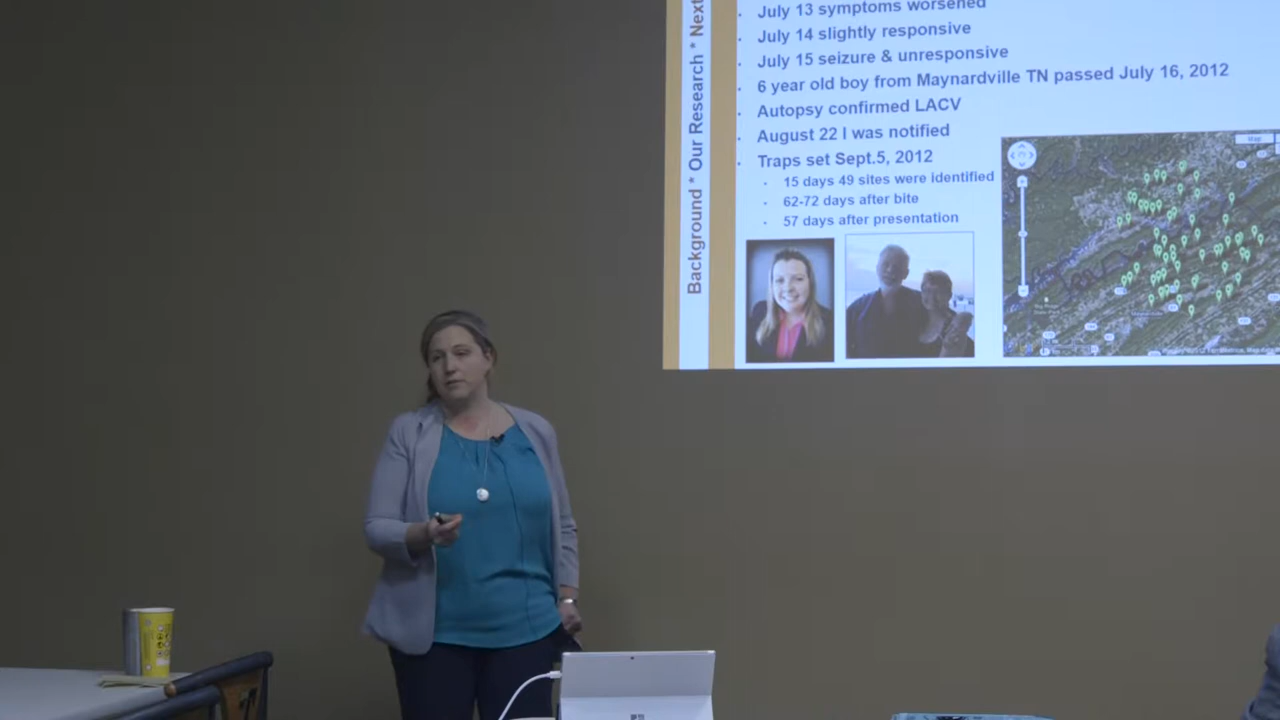 Background * Our Research * Next
July 13 symptoms worsened
July 14 slightly responsive
July 15 seizure & unresponsive
6 year old boy from Maynardville TN passed July 16, 2012
Autopsy confirmed LACV
August 22 I was notified
Traps set Sept.5, 2012
15 days 49 sites were identified
62-72 days after bite
57 days after presentation
Map